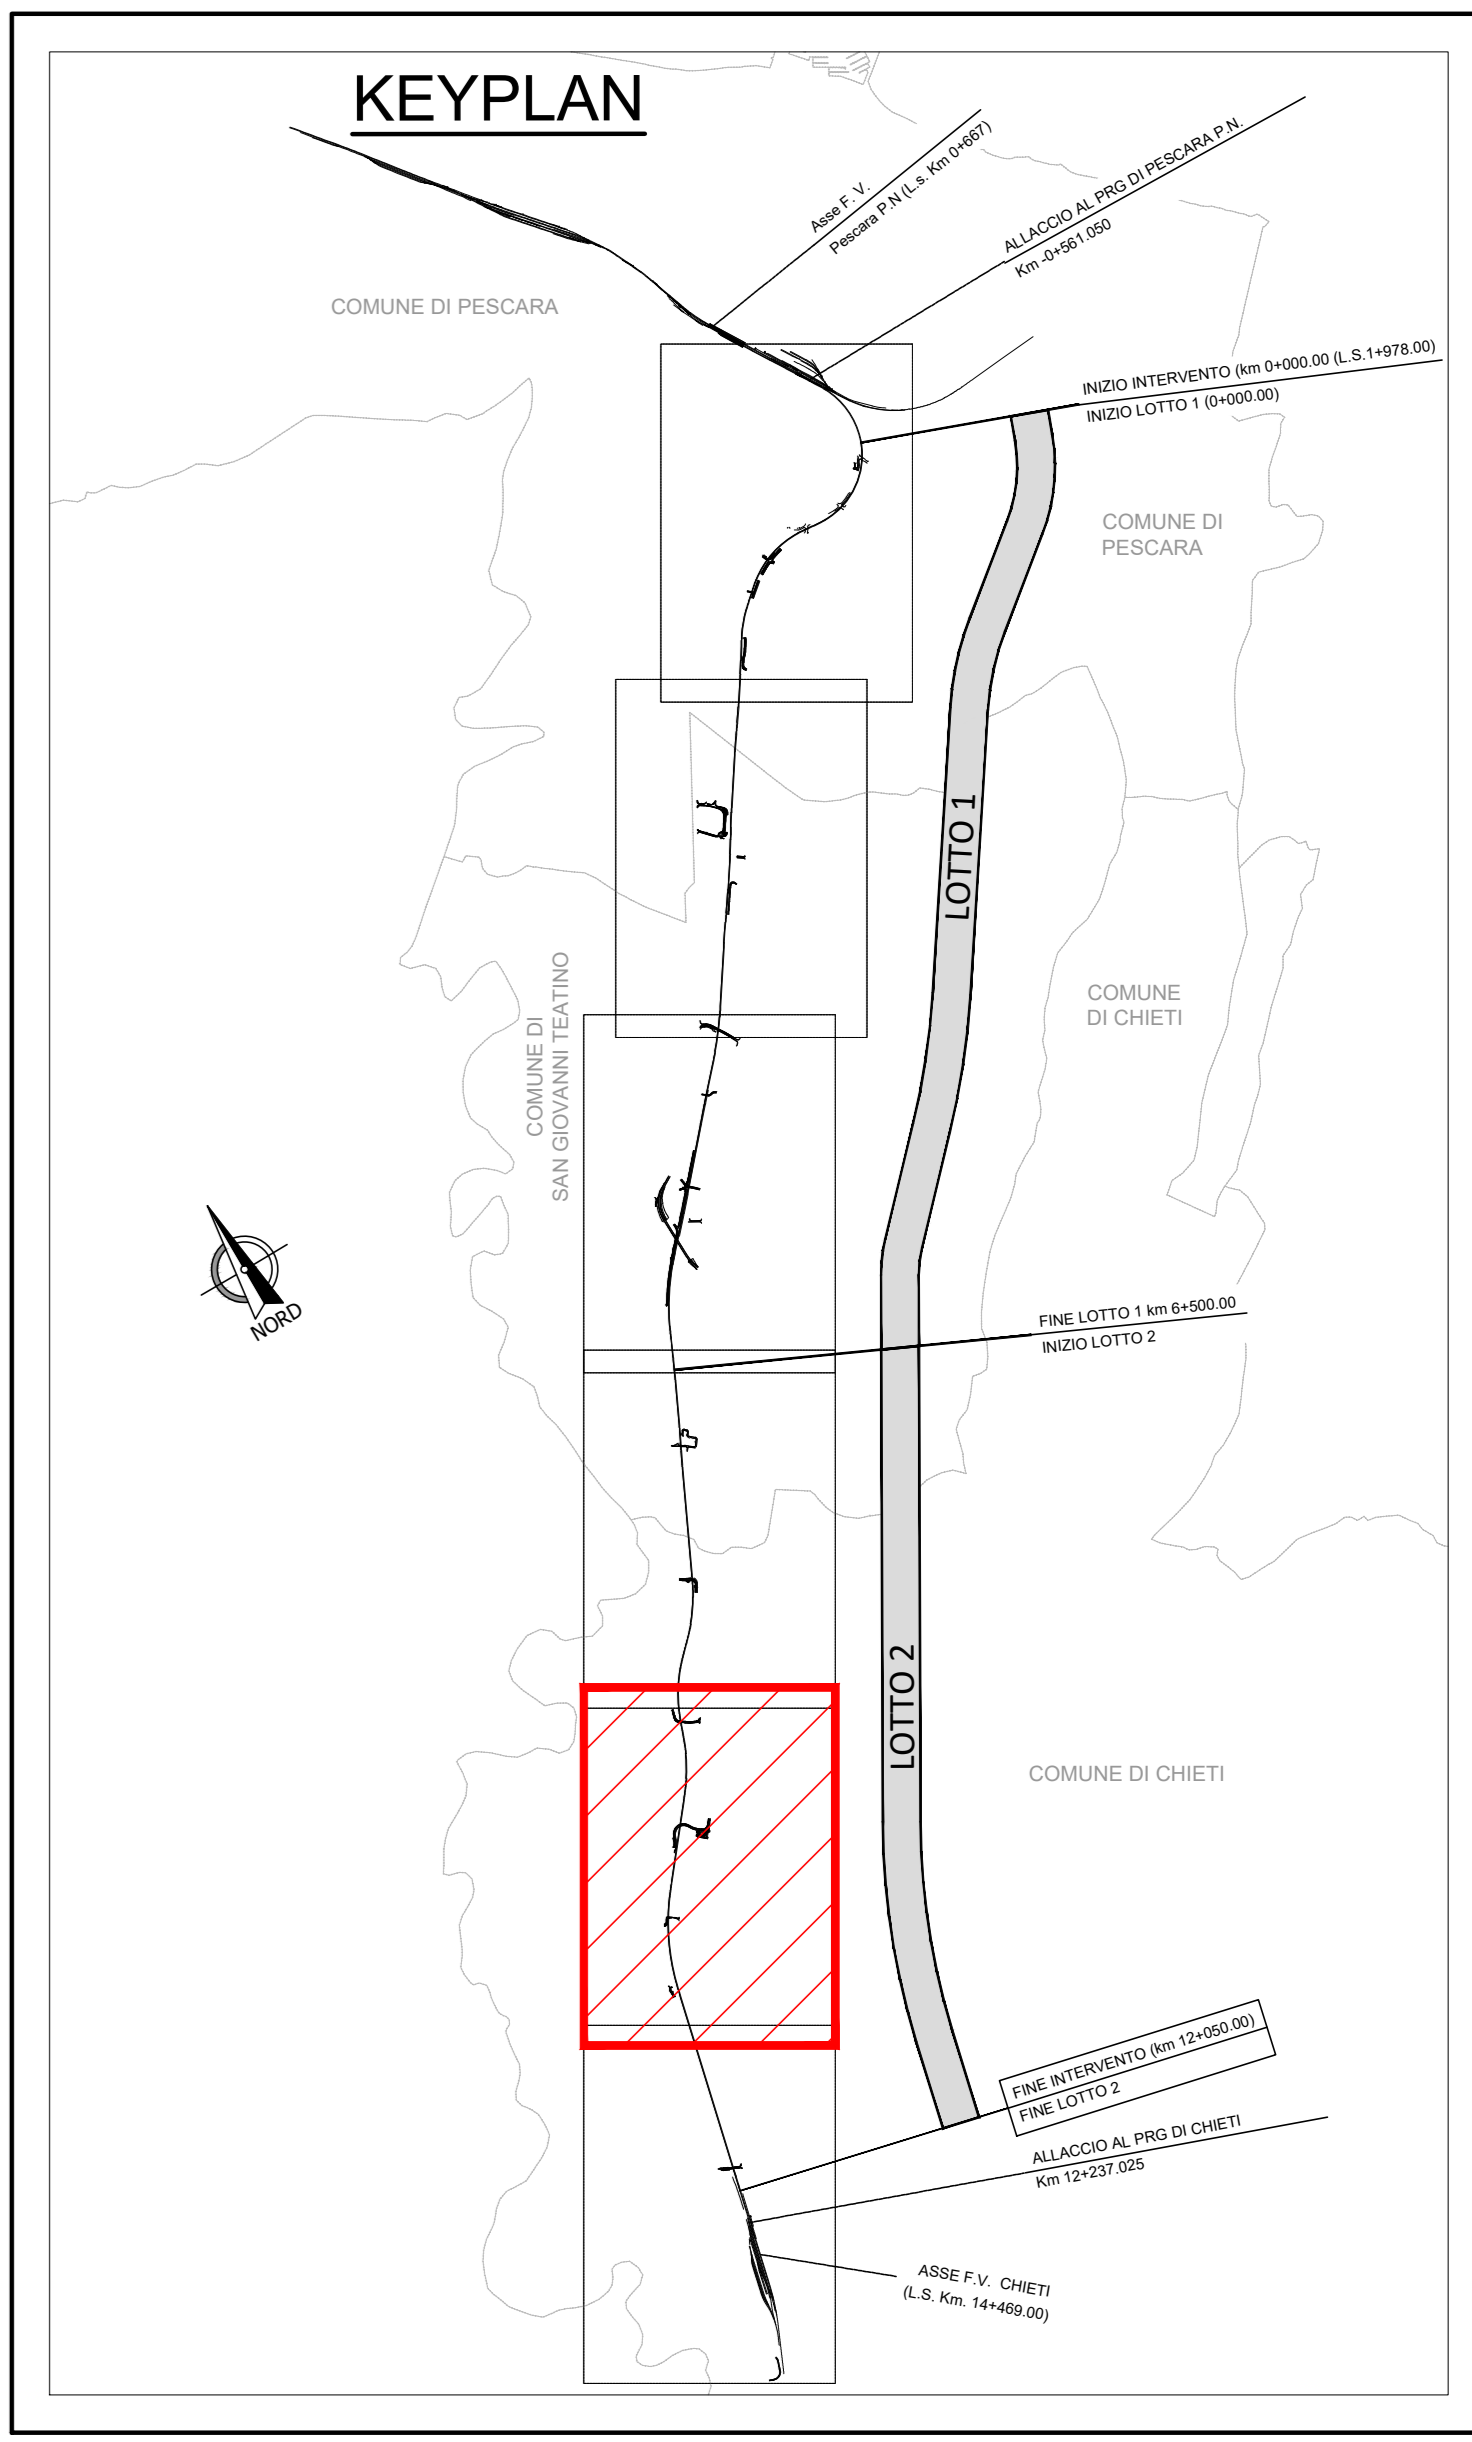 KEYPLAN
Asse F. V.
Pescara P.N (L.s. Km 0+667)
ALLACCIO AL PRG DI PESCARA P.N.
Km -0+561.050
COMUNE DI PESCARA
INIZIO INTERVENTO (km 0+000.00 (L.S.1+978.00)
INIZIO LOTTO 1 (0+000.00)
COMUNE DI
PESCARA
LOTTO 1
COMUNE DI
SAN GIOVANNI TEATINO
COMUNE
DI CHIETI
NORD
FINE LOTTO 1 km 6+500.00
INIZIO LOTTO 2
LOTTO 2
COMUNE DI CHIETI
FINE INTERVENTO (km 12+050.00)
FINE LOTTO 2
ALLACCIO AL PRG DI CHIETI
Km 12+237.025
ASSE F.V. CHIETI
(L.S. Km. 14+469.00)